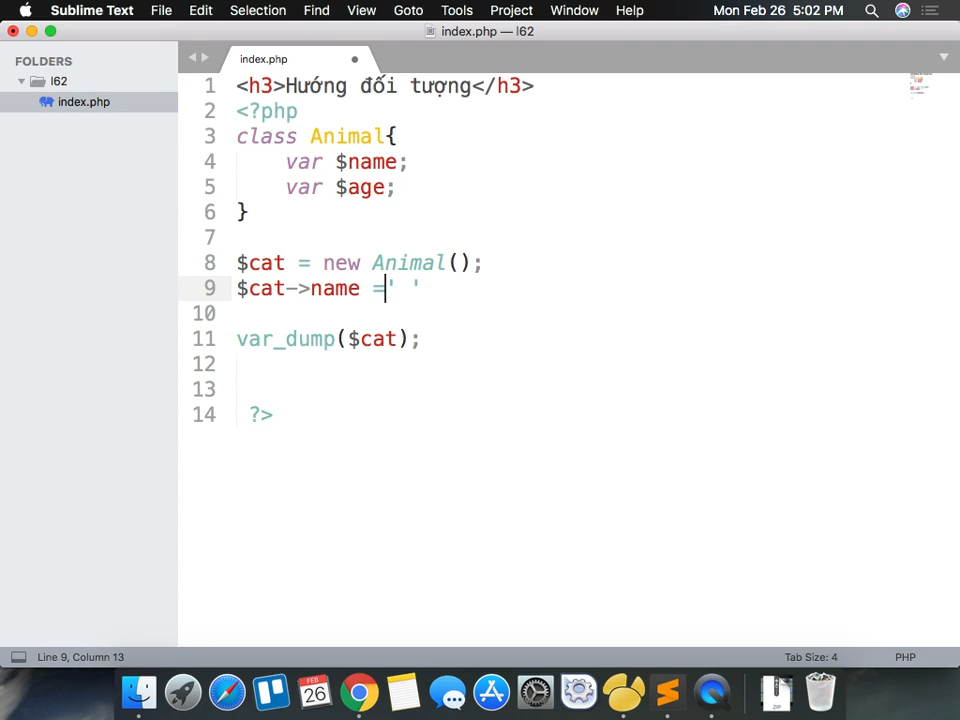 Sublime Text File Edit Selection Find View Goto Tools Project Window Help Mon Feb 26 5:02 PM
index.php — l62
FOLDERS
l62
index.php
index.php
1 <h3>Hướng đối tượng</h3>
2 <?php
3 class Animal{
4 var $name;
5 var $age;
6 }
7
8 $cat = new Animal();
9 $cat->name =' '
10
11 var_dump($cat);
12
13
14 ?>
Line 9, Column 13 Tab Size: 4 PHP
FEB
26
ZIP